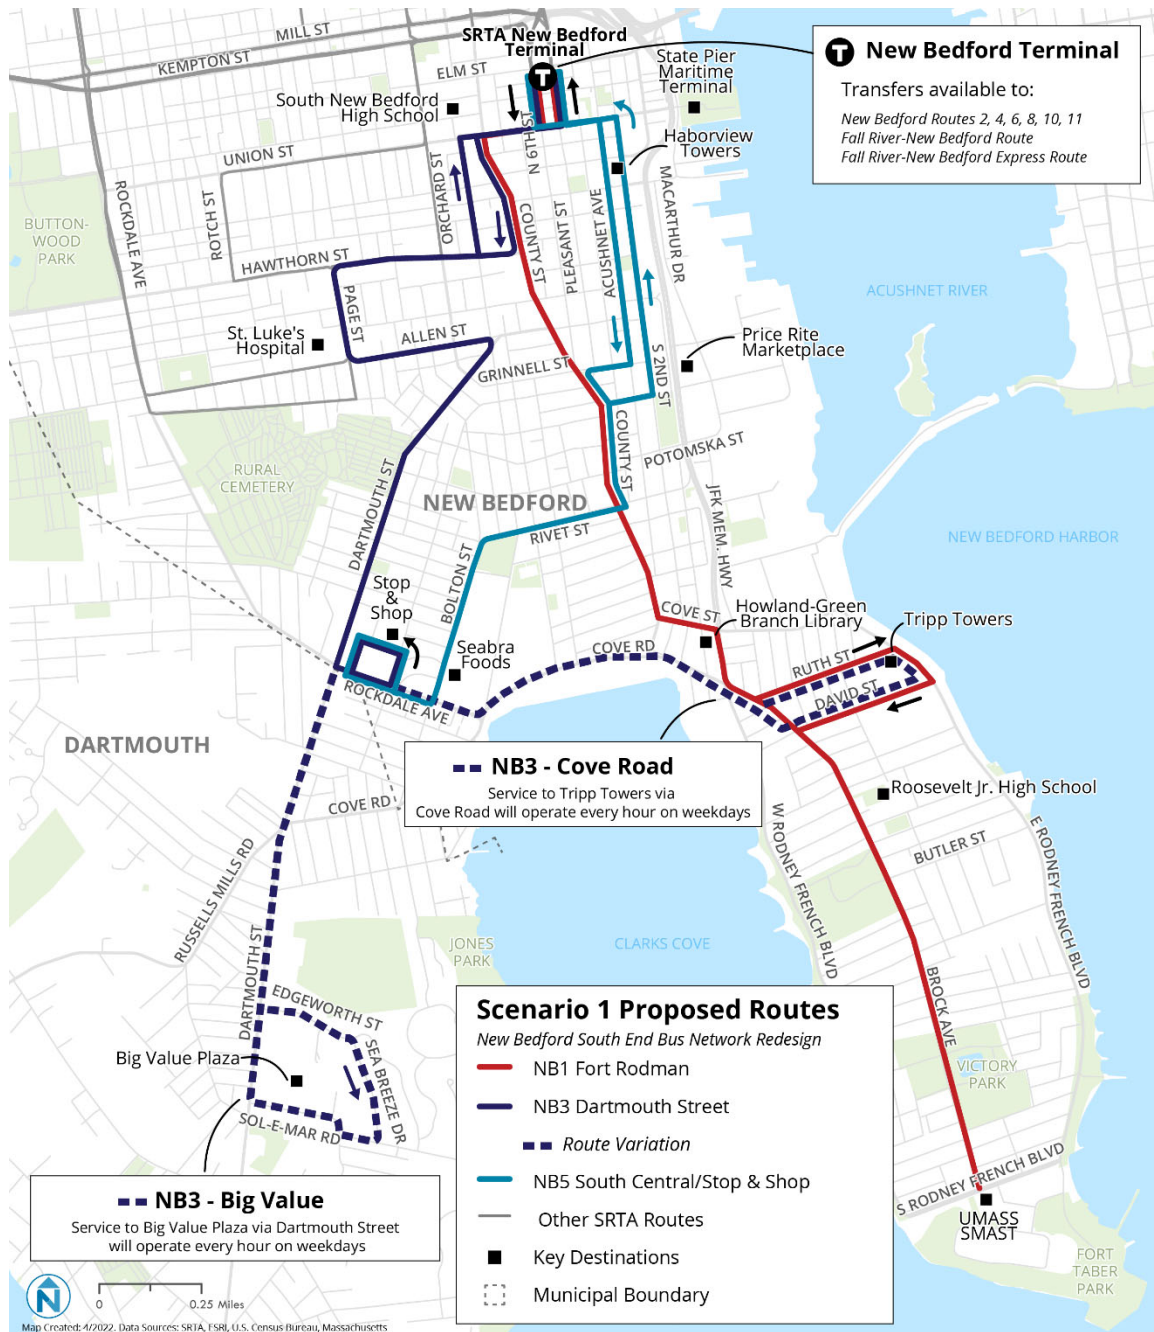 MILL ST
KEMPTON ST
SRTA New Bedford
Terminal
T
ELM ST
State Pier
Maritime
Terminal
T New Bedford Terminal
Transfers available to:
New Bedford Routes 2, 4, 6, 8, 10, 11
Fall River-New Bedford Route
Fall River-New Bedford Express Route
South New Bedford
High School
N 6TH ST
Haborview
Towers
UNION ST
ORCHARD ST
ROCKDALE AVE
ROTCH ST
COUNTY ST
PLEASANT ST
ACUSHNET AVE
MACARTHUR DR
BUTTON-
WOOD
PARK
HAWTHORN ST
ACUSHNET RIVER
PAGE ST
St. Luke's
Hospital
ALLEN ST
GRINNELL ST
S 2ND ST
Price Rite
Marketplace
COUNTY ST
POTOMSKA ST
RURAL
CEMETERY
DARTMOUTH ST
NEW BEDFORD
RIVET ST
JFK MEM. HWY
NEW BEDFORD HARBOR
BOLTON ST
Stop
&
Shop
COVE ST
Howland-Green
Branch Library
Tripp Towers
Seabra
Foods
COVE RD
RUTH ST
DAVID ST
ROCKDALE AVE
DARTMOUTH
NB3 - Cove Road
Service to Tripp Towers via
Cove Road will operate every hour on weekdays
Roosevelt Jr. High School
COVE RD
W RODNEY FRENCH BLVD
BUTLER ST
E RODNEY FRENCH BLVD
RUSSELLS MILLS RD
DARTMOUTH ST
JONES
PARK
CLARKS COVE
BROCK AVE
EDGEWORTH ST
SEA BREEZE DR
Big Value Plaza
SOL-E-MAR RD
VICTORY
PARK
Scenario 1 Proposed Routes
New Bedford South End Bus Network Redesign
NB1 Fort Rodman
NB3 Dartmouth Street
Route Variation
NB5 South Central/Stop & Shop
Other SRTA Routes
Key Destinations
Municipal Boundary
S RODNEY FRENCH BLVD
UMASS
SMAST
FORT
TABER
PARK
NB3 - Big Value
Service to Big Value Plaza via Dartmouth Street
will operate every hour on weekdays
N
0 0.25 Miles
Map Created: 4/2022. Data Sources: SRTA, ESRI, U.S. Census Bureau, Massachusetts